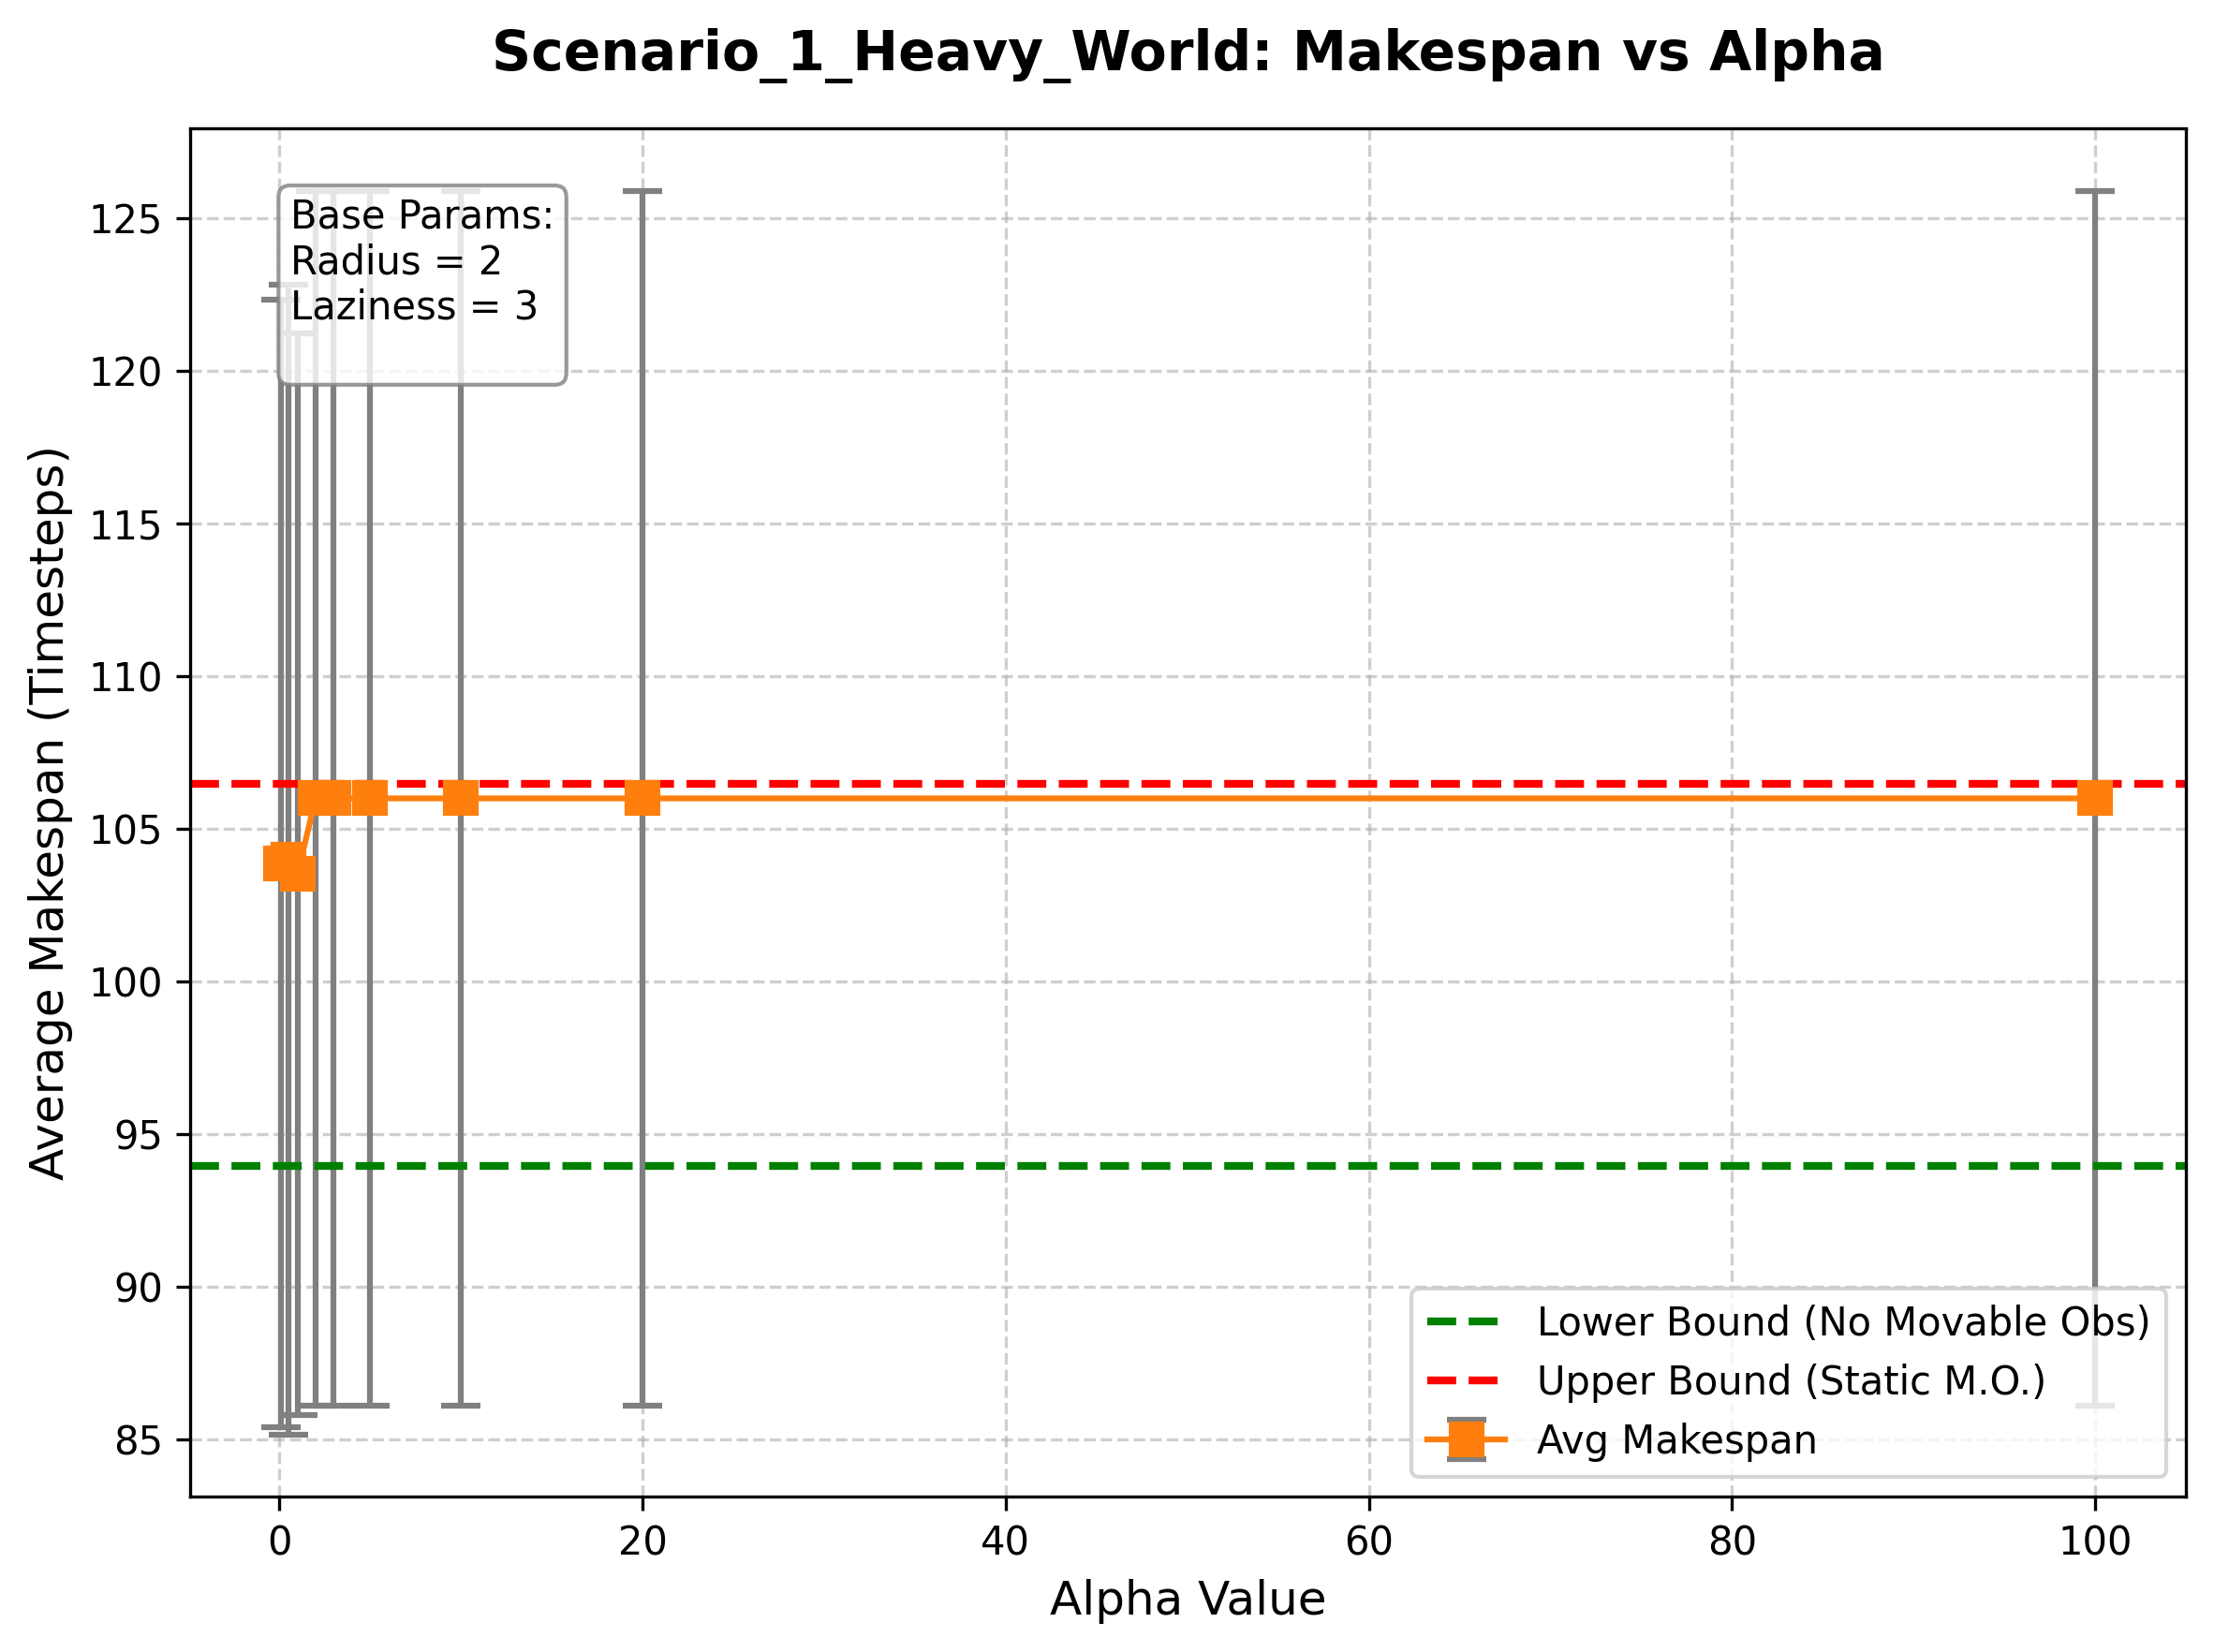 Scenario_1_Heavy_World: Makespan vs Alpha
Average Makespan (Timesteps)
125
120
115
110
105
100
95
90
85
Base Params:
Radius = 2
Laziness = 3
Lower Bound (No Movable Obs)
Upper Bound (Static M.O.)
Avg Makespan
0 20 40 60 80 100
Alpha Value